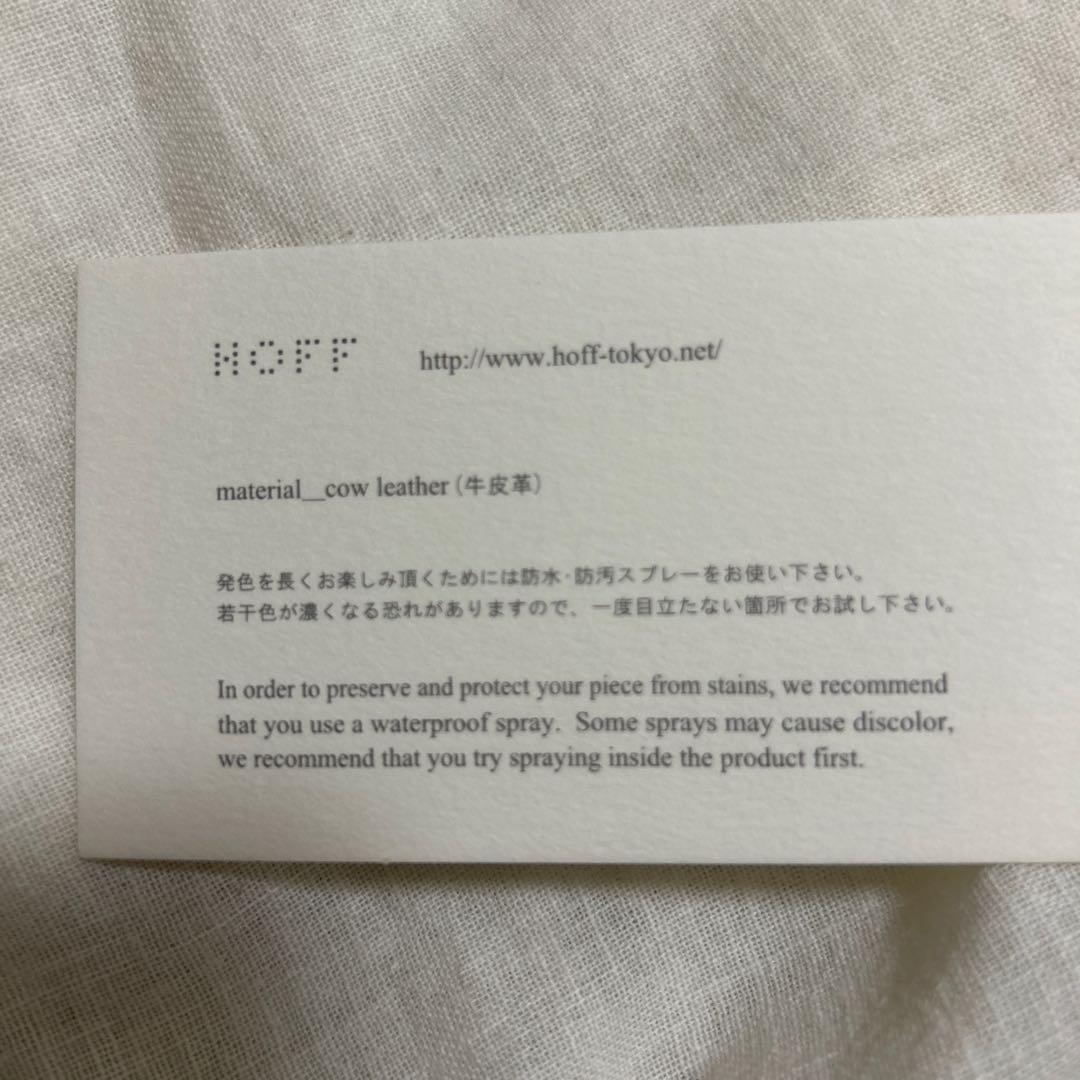 HOFF http://www.hoff-tokyo.net/
material__cow leather (牛皮革)
発色を長くお楽しみ頂くためには防水・防汚スプレーをお使い下さい。
若干色が濃くなる恐れがありますので、一度目立たない箇所でお試し下さい。
In order to preserve and protect your piece from stains, we recommend
that you use a waterproof spray.  Some sprays may cause discolor,
we recommend that you try spraying inside the product first.